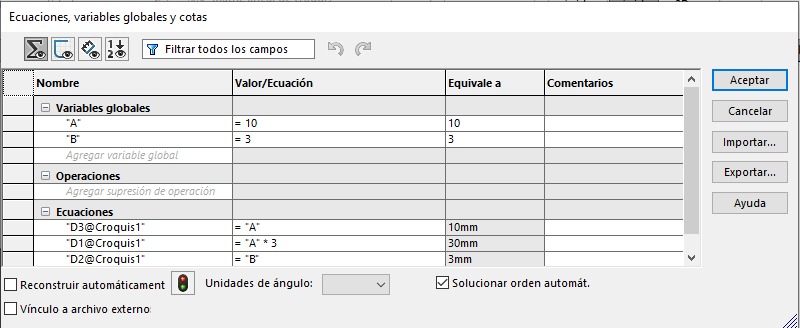 Ecuaciones, variables globales y cotas
Filtrar todos los campos
Nombre Valor/Ecuación Equivale a Comentarios
Variables globales
"A" = 10 10
"B" = 3 3
Agregar variable global
Operaciones
Agregar supresión de operación
Ecuaciones
"D3@Croquis1" = "A" 10mm
"D1@Croquis1" = "A" * 3 30mm
"D2@Croquis1" = "B" 3mm
Aceptar
Cancelar
Importar...
Exportar...
Ayuda
Reconstruir automáticament Unidades de ángulo: Solucionar orden automát.
Vínculo a archivo externo: